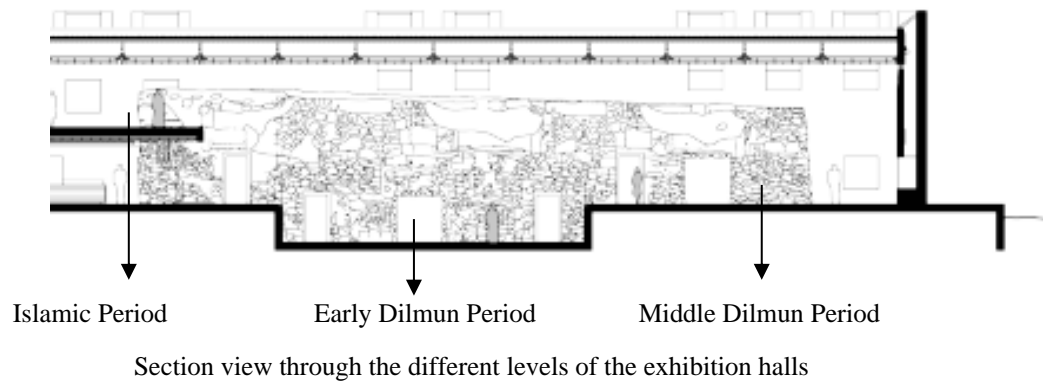 Islamic Period Early Dilmun Period Middle Dilmun Period
Section view through the different levels of the exhibition halls